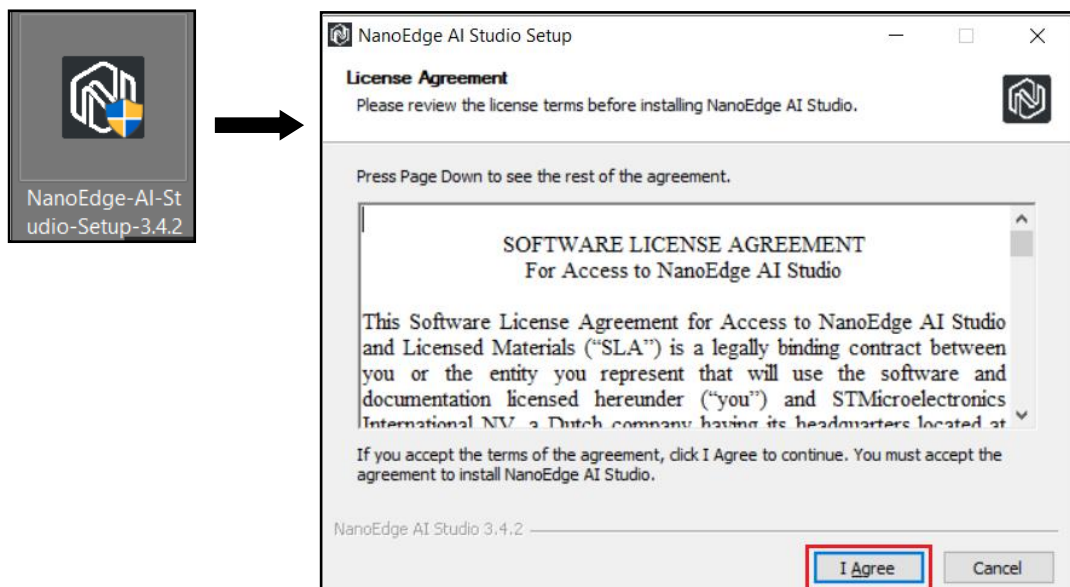 NanoEdge-AI-St
udio-Setup-3.4.2
NanoEdge AI Studio Setup
License Agreement
Please review the license terms before installing NanoEdge AI Studio.
Press Page Down to see the rest of the agreement.
SOFTWARE LICENSE AGREEMENT
For Access to NanoEdge AI Studio
This Software License Agreement for Access to NanoEdge AI Studio
and Licensed Materials (“SLA”) is a legally binding contract between
you or the entity you represent that will use the software and
documentation licensed hereunder (“you”) and STMicroelectronics
International NV, a Dutch company having its headquarters located at
If you accept the terms of the agreement, click I Agree to continue. You must accept the
agreement to install NanoEdge AI Studio.
NanoEdge AI Studio 3.4.2
I Agree
Cancel